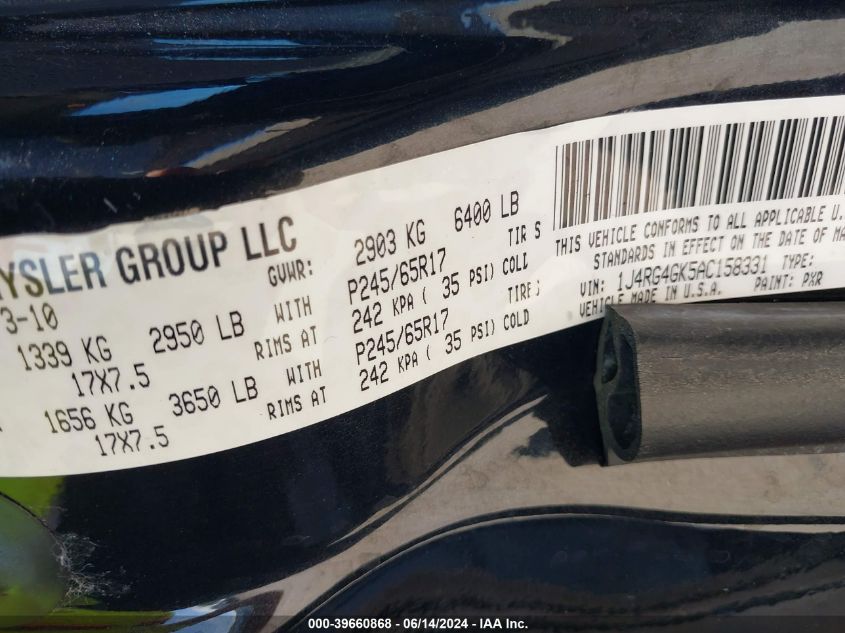 YSLER GROUP LLC
3-10
GVWR: 2903 KG 6400 LB
1339 KG 2950 LB WITH P245/65R17 TIR S
17X7.5 RIMS AT 242 KPA ( 35 PSI) COLD
1656 KG 3650 LB WITH P245/65R17 TIRE
17X7.5 RIMS AT 242 KPA ( 35 PSI) COLD
THIS VEHICLE CONFORMS TO ALL APPLICABLE U.
STANDARDS IN EFFECT ON THE DATE OF MA
VIN: 1J4RG4GK5AC158331 TYPE:
VEHICLE MADE IN U.S.A. PAINT: PXR
000-39660868 - 06/14/2024 - IAA Inc.